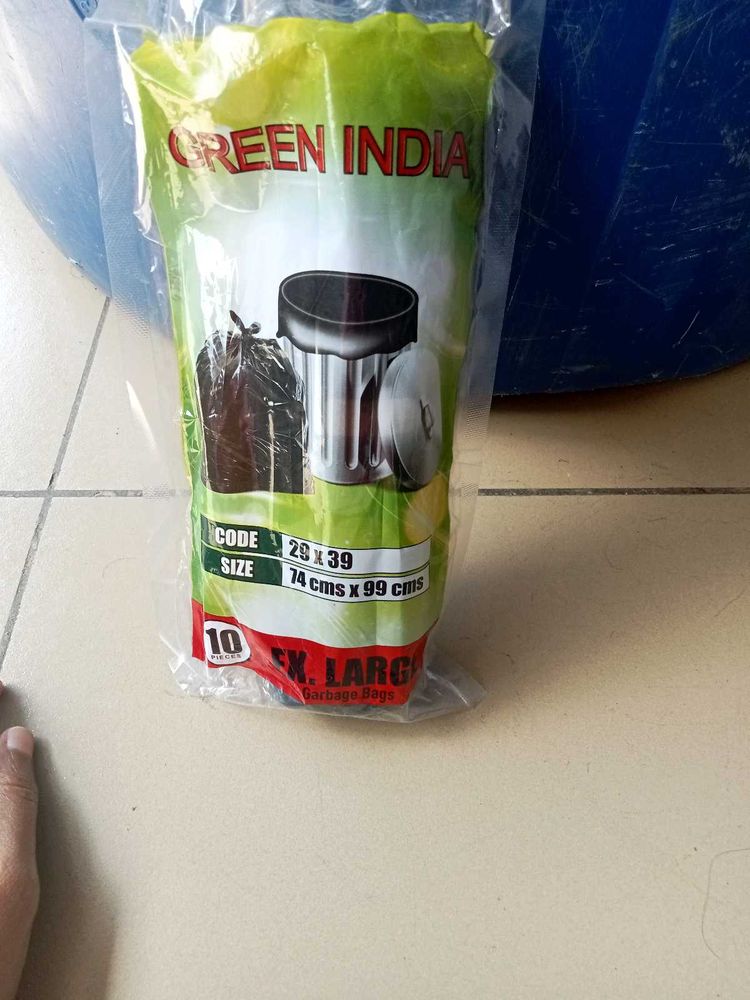 GREEN INDIA
CODE 29 x 39
SIZE 74 cms x 99 cms
10
PIECES
EX. LARGE
Garbage Bags